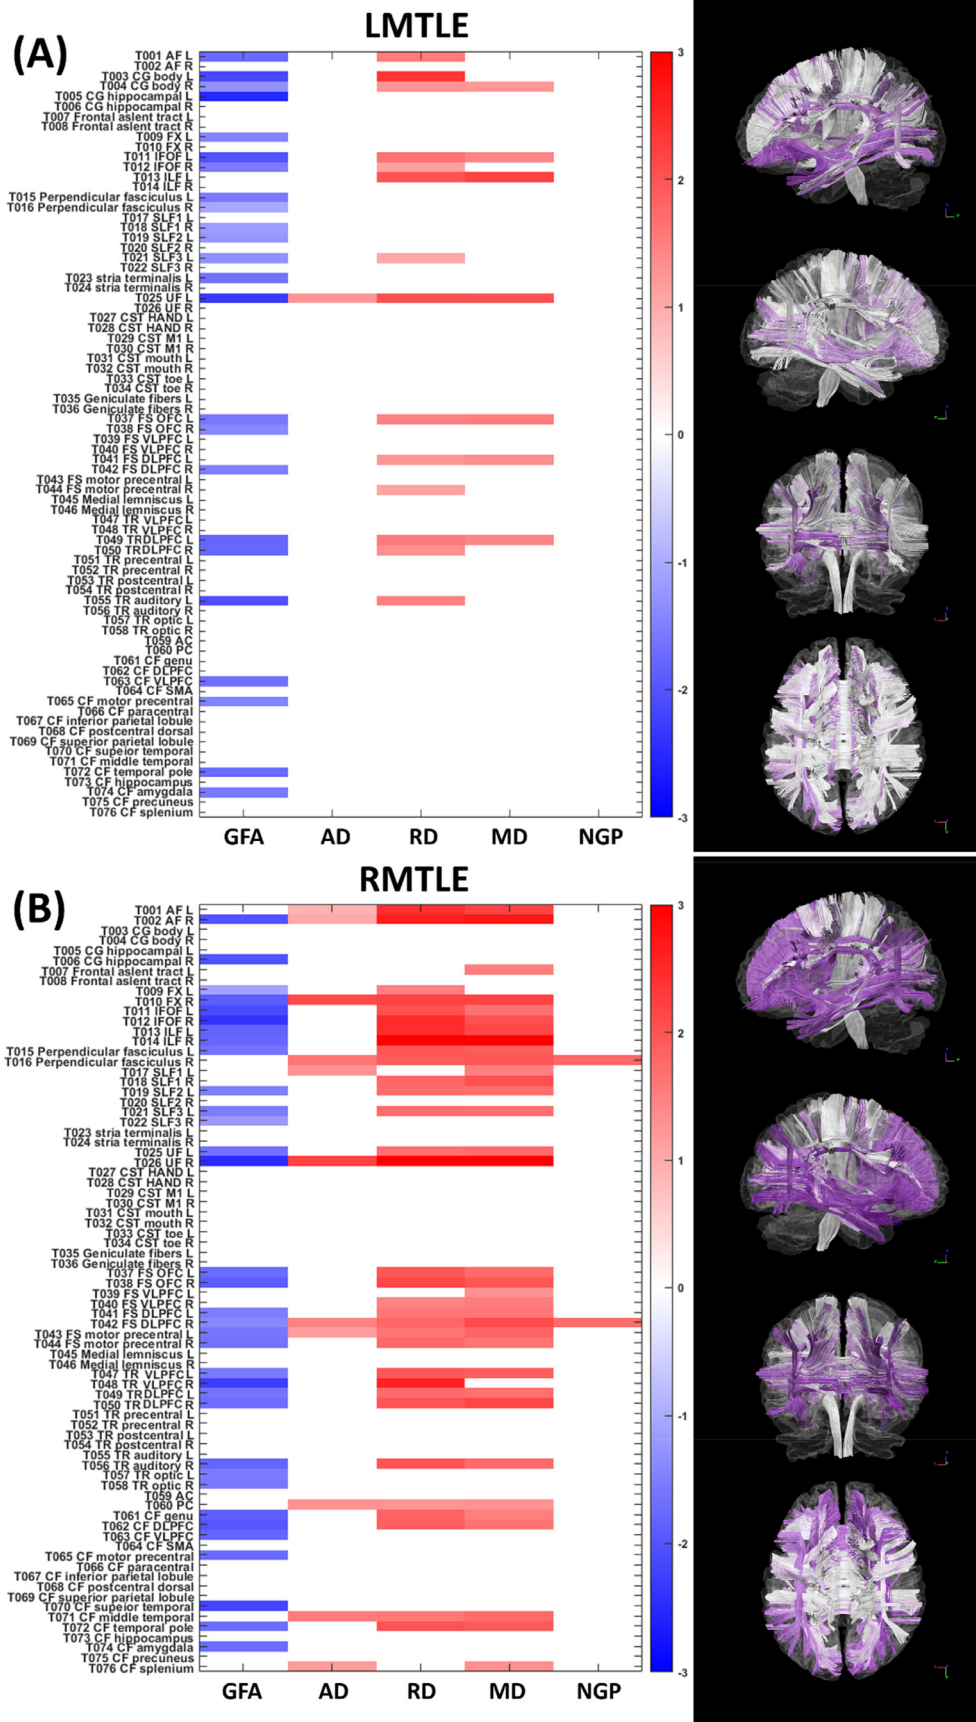 (A)
LMTLE
T001 AF L
T002 AF R
T003 CG body L
T004 CG body R
T005 CG hippocampal L
T006 CG hippocampal R
T007 Frontal aslent tract L
T008 Frontal aslent tract R
T009 FX L
T010 FX R
T011 IFOF L
T012 IFOF R
T013 ILF L
T014 ILF R
T015 Perpendicular fasciculus L
T016 Perpendicular fasciculus R
T017 SLF1 L
T018 SLF1 R
T019 SLF2 L
T020 SLF2 R
T021 SLF3 L
T022 SLF3 R
T023 stria terminalis L
T024 stria terminalis R
T025 UF L
T026 UF R
T027 CST HAND L
T028 CST HAND R
T029 CST M1 L
T030 CST M1 R
T031 CST mouth L
T032 CST mouth R
T033 CST toe L
T034 CST toe R
T035 Geniculate fibers L
T036 Geniculate fibers R
T037 FS OFC L
T038 FS OFC R
T039 FS VLPFC L
T040 FS VLPFC R
T041 FS DLPFC L
T042 FS DLPFC R
T043 FS motor precentral L
T044 FS motor precentral R
T045 Medial lemniscus L
T046 Medial lemniscus R
T047 TR VLPFC L
T048 TR VLPFC R
T049 TR DLPFC L
T050 TR DLPFC R
T051 TR precentral L
T052 TR precentral R
T053 TR postcentral L
T054 TR postcentral R
T055 TR auditory L
T056 TR auditory R
T057 TR optic L
T058 TR optic R
T059 AC
T060 PC
T061 CF genu
T062 CF DLPFC
T063 CF VLPFC
T064 CF SMA
T065 CF motor precentral
T066 CF paracentral
T067 CF inferior parietal lobule
T068 CF postcentral dorsal
T069 CF superior parietal lobule
T070 CF supeior temporal
T071 CF middle temporal
T072 CF temporal pole
T073 CF hippocampus
T074 CF amygdala
T075 CF precuneus
T076 CF splenium
GFA AD RD MD NGP
3
2
1
0
-1
-2
-3
(B)
RMTLE
T001 AF L
T002 AF R
T003 CG body L
T004 CG body R
T005 CG hippocampal L
T006 CG hippocampal R
T007 Frontal aslent tract L
T008 Frontal aslent tract R
T009 FX L
T010 FX R
T011 IFOF L
T012 IFOF R
T013 ILF L
T014 ILF R
T015 Perpendicular fasciculus L
T016 Perpendicular fasciculus R
T017 SLF1 L
T018 SLF1 R
T019 SLF2 L
T020 SLF2 R
T021 SLF3 L
T022 SLF3 R
T023 stria terminalis L
T024 stria terminalis R
T025 UF L
T026 UF R
T027 CST HAND L
T028 CST HAND R
T029 CST M1 L
T030 CST M1 R
T031 CST mouth L
T032 CST mouth R
T033 CST toe L
T034 CST toe R
T035 Geniculate fibers L
T036 Geniculate fibers R
T037 FS OFC L
T038 FS OFC R
T039 FS VLPFC L
T040 FS VLPFC R
T041 FS DLPFC L
T042 FS DLPFC R
T043 FS motor precentral L
T044 FS motor precentral R
T045 Medial lemniscus L
T046 Medial lemniscus R
T047 TR VLPFC L
T048 TR VLPFC R
T049 TR DLPFC L
T050 TR DLPFC R
T051 TR precentral L
T052 TR precentral R
T053 TR postcentral L
T054 TR postcentral R
T055 TR auditory L
T056 TR auditory R
T057 TR optic L
T058 TR optic R
T059 AC
T060 PC
T061 CF genu
T062 CF DLPFC
T063 CF VLPFC
T064 CF SMA
T065 CF motor precentral
T066 CF paracentral
T067 CF inferior parietal lobule
T068 CF postcentral dorsal
T069 CF superior parietal lobule
T070 CF supeior temporal
T071 CF middle temporal
T072 CF temporal pole
T073 CF hippocampus
T074 CF amygdala
T075 CF precuneus
T076 CF splenium
GFA AD RD MD NGP
3
2
1
0
-1
-2
-3